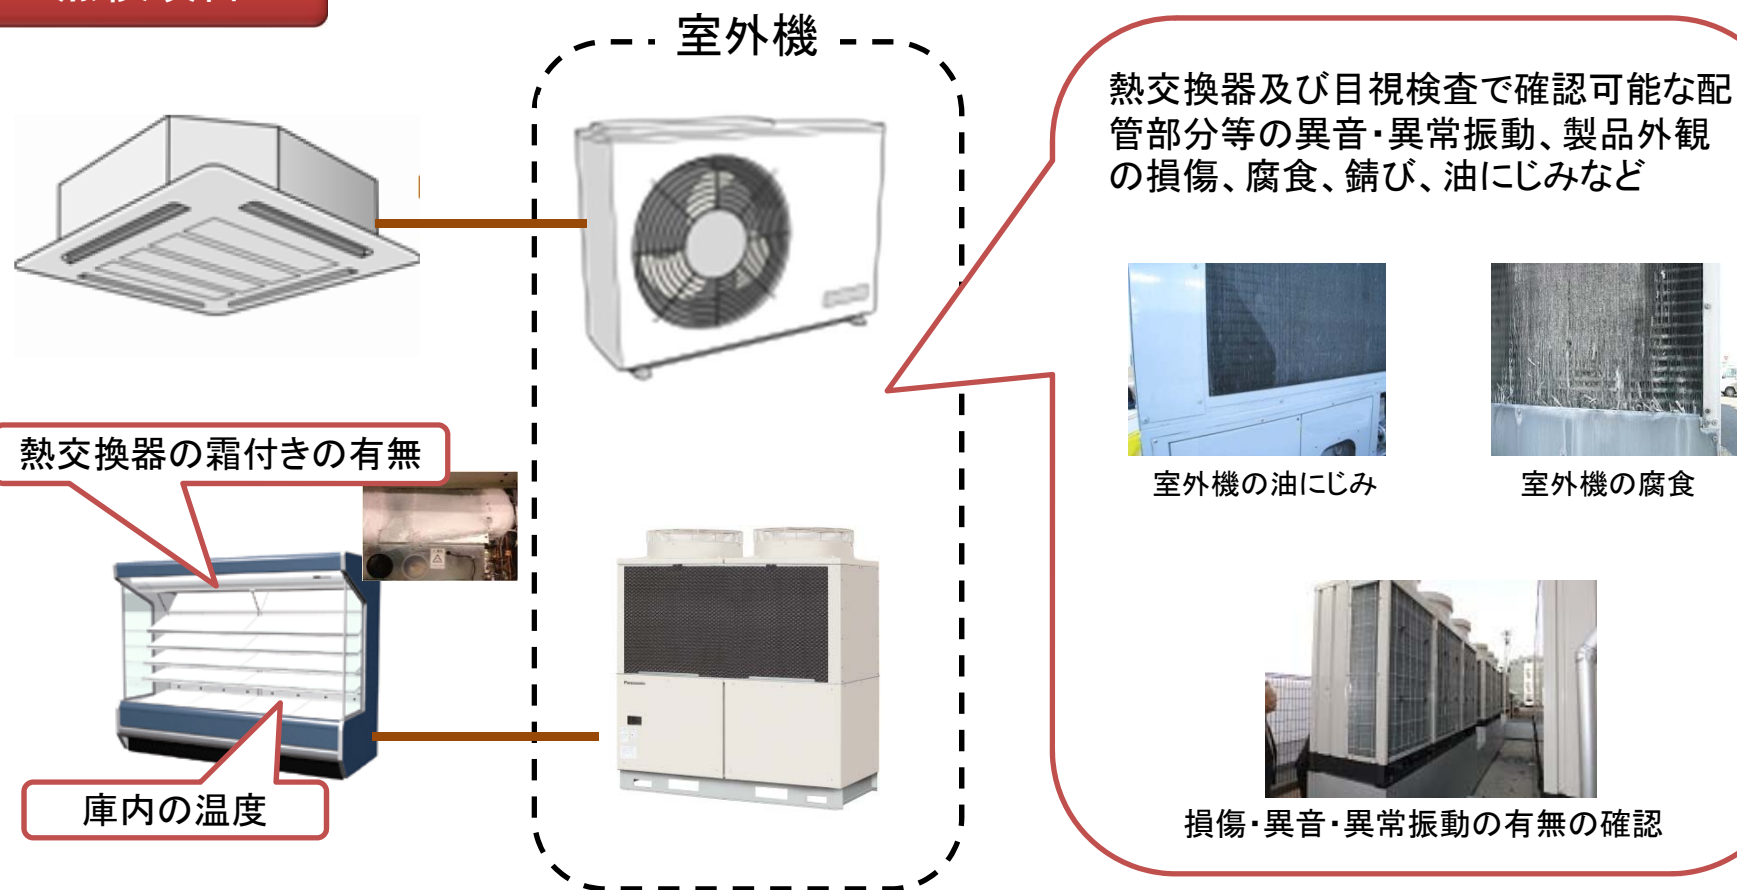 室外機
熱交換器及び目視検査で確認可能な配
管部分等の異音・異常振動、製品外観
の損傷、腐食、錆び、油にじみなど
熱交換器の霜付きの有無
室外機の油にじみ
室外機の腐食
庫内の温度
損傷・異音・異常振動の有無の確認